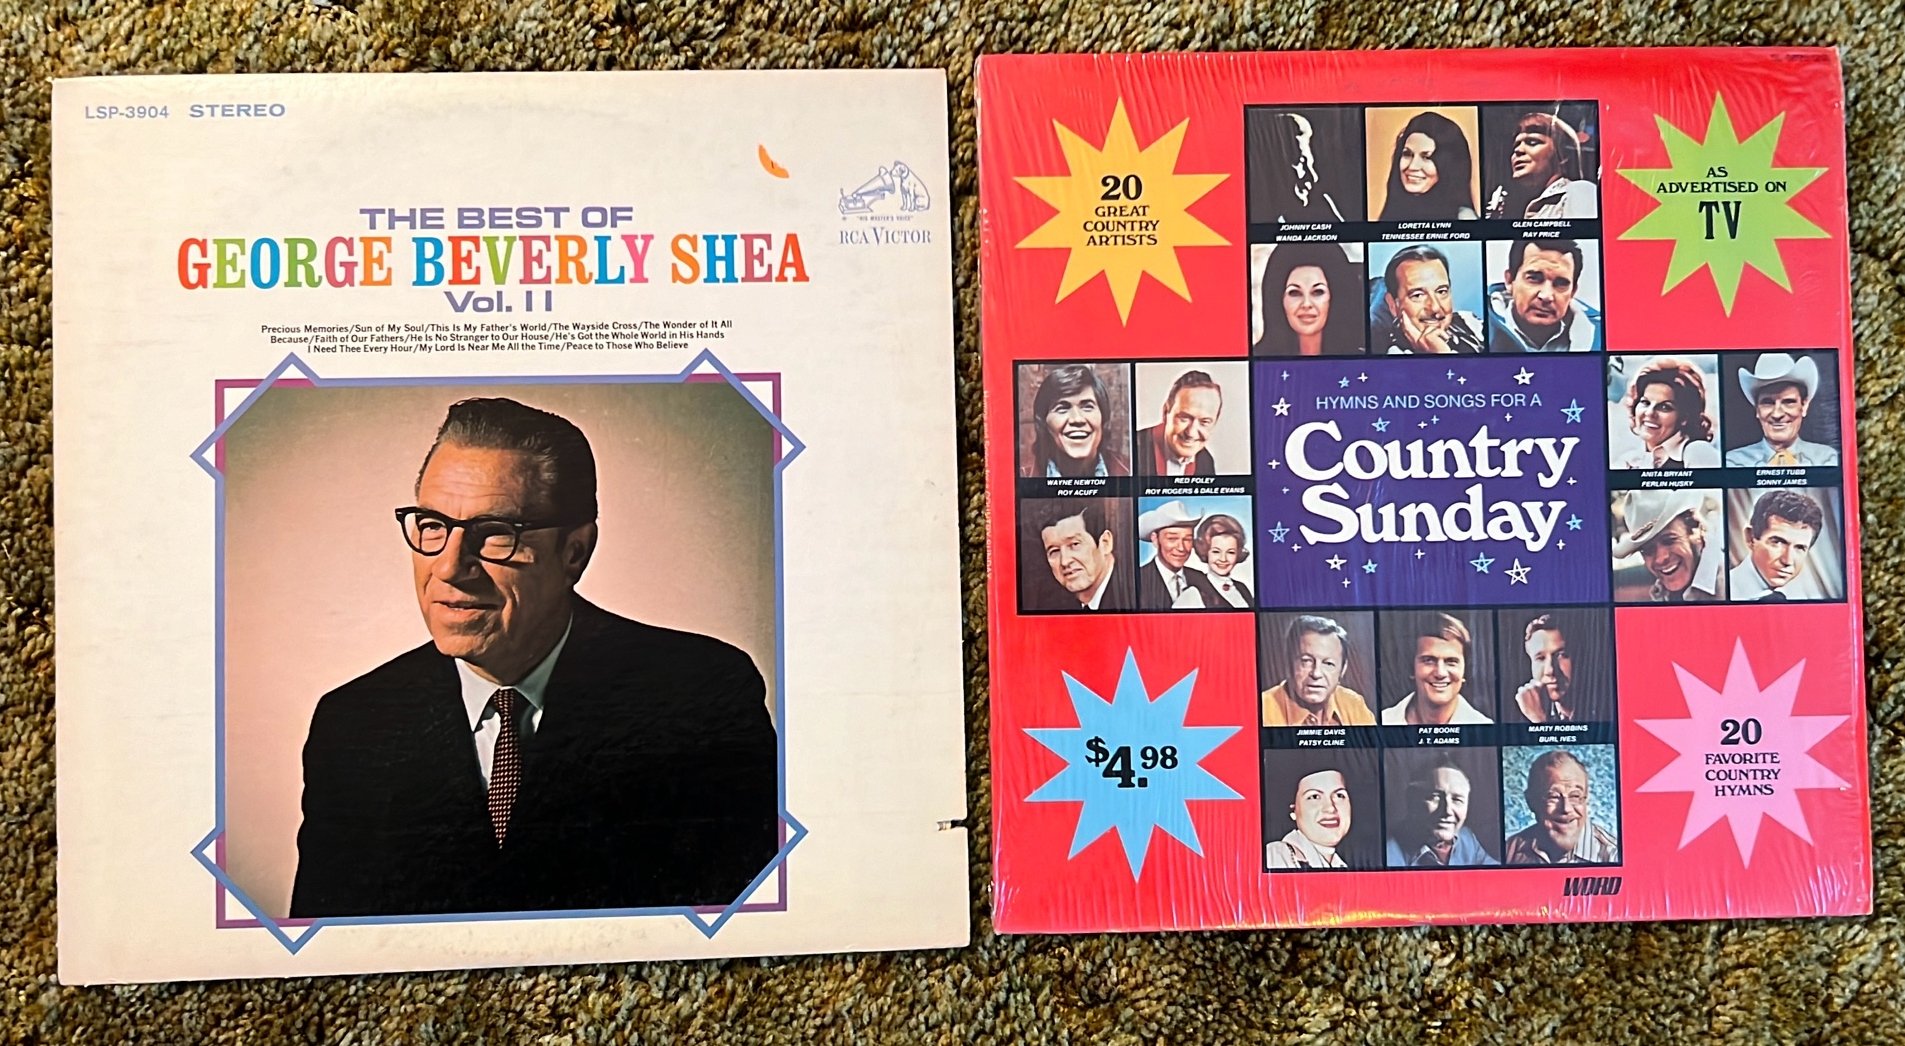 LSP-3904 STEREO
"HIS MASTER'S VOICE"
RCA VICTOR
THE BEST OF
GEORGE BEVERLY SHEA
Vol. II
Precious Memories/Sun of My Soul/This Is My Father's World/The Wayside Cross/The Wonder of It All
Because/Faith of Our Fathers/He Is No Stranger to Our House/He's Got the Whole World in His Hands
I Need Thee Every Hour/My Lord Is Near Me All the Time/Peace to Those Who Believe
20
GREAT
COUNTRY
ARTISTS
JOHNNY CASH LORETTA LYNN GLEN CAMPBELL
WANDA JACKSON TENNESSEE ERNIE FORD RAY PRICE
AS
ADVERTISED ON
TV
WAYNE NEWTON RED FOLEY
ROY ACUFF ROY ROGERS & DALE EVANS
HYMNS AND SONGS FOR A
Country
Sunday
ANITA BRYANT ERNEST TUBB
FERLIN HUSKY SONNY JAMES
$4.98
JIMMIE DAVIS PAT BOONE MARTY ROBBINS
PATSY CLINE J. T. ADAMS BURL IVES
20
FAVORITE
COUNTRY
HYMNS
WORD